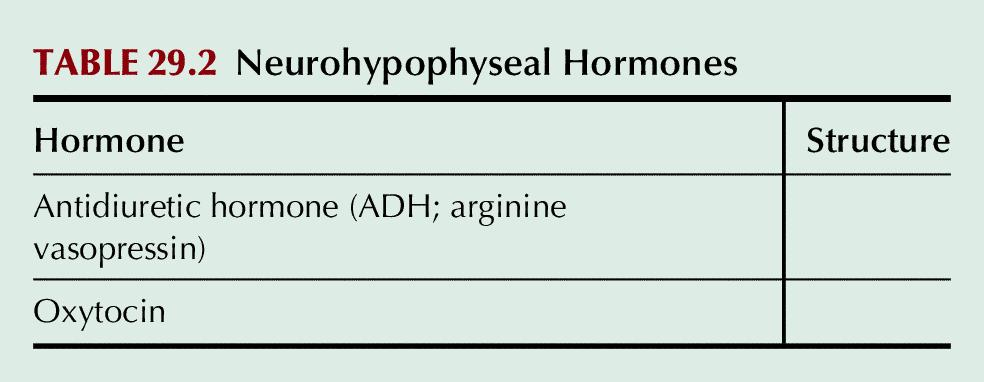 TABLE 29.2 Neurohypophyseal Hormones
Hormone Structure
Antidiuretic hormone (ADH; arginine
vasopressin)
Oxytocin